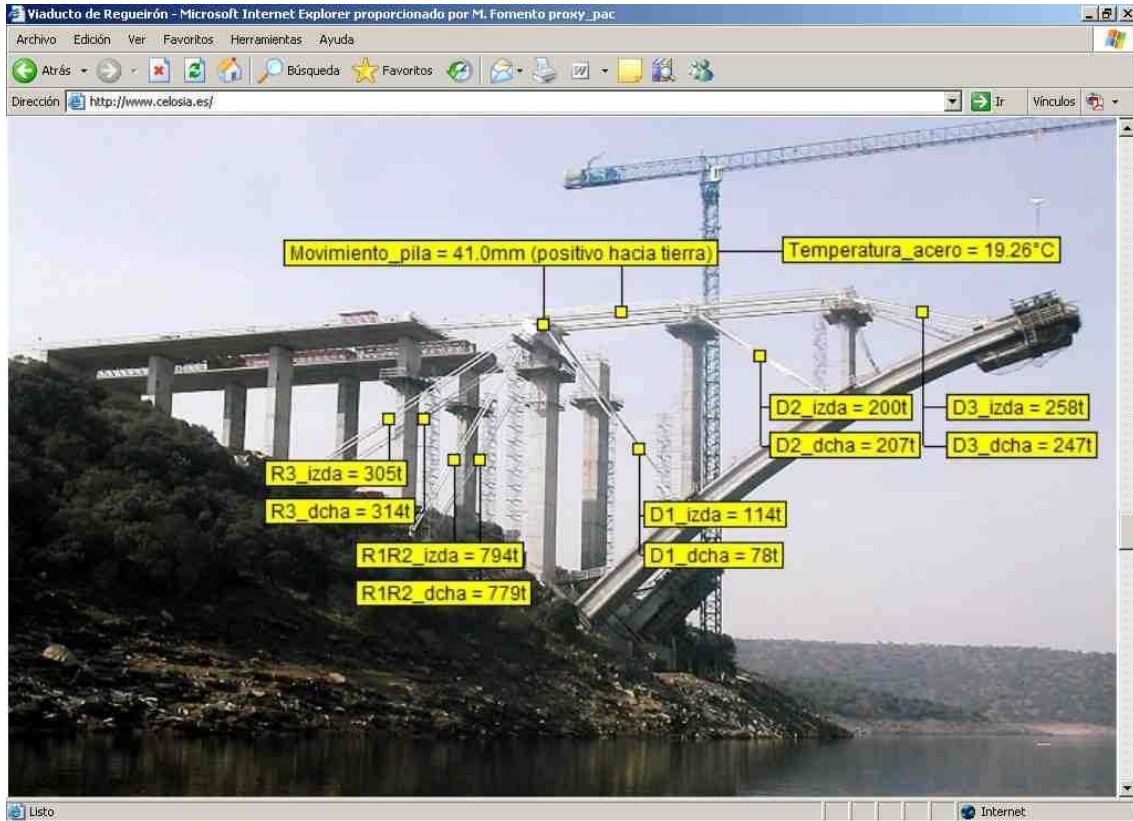 Viaducto de Regueirón - Microsoft Internet Explorer proporcionado por M. Fomento proxy_pac
Archivo Edición Ver Favoritos Herramientas Ayuda
Atrás Búsqueda Favoritos
Dirección http://www.celosia.es/ Ir Vínculos
Movimiento_pila = 41.0mm (positivo hacia tierra)
Temperatura_acero = 19.26°C
D2_izda = 200t
D3_izda = 258t
D2_dcha = 207t
D3_dcha = 247t
R3_izda = 305t
R3_dcha = 314t
D1_izda = 114t
R1R2_izda = 794t
D1_dcha = 78t
R1R2_dcha = 779t
Listo Internet